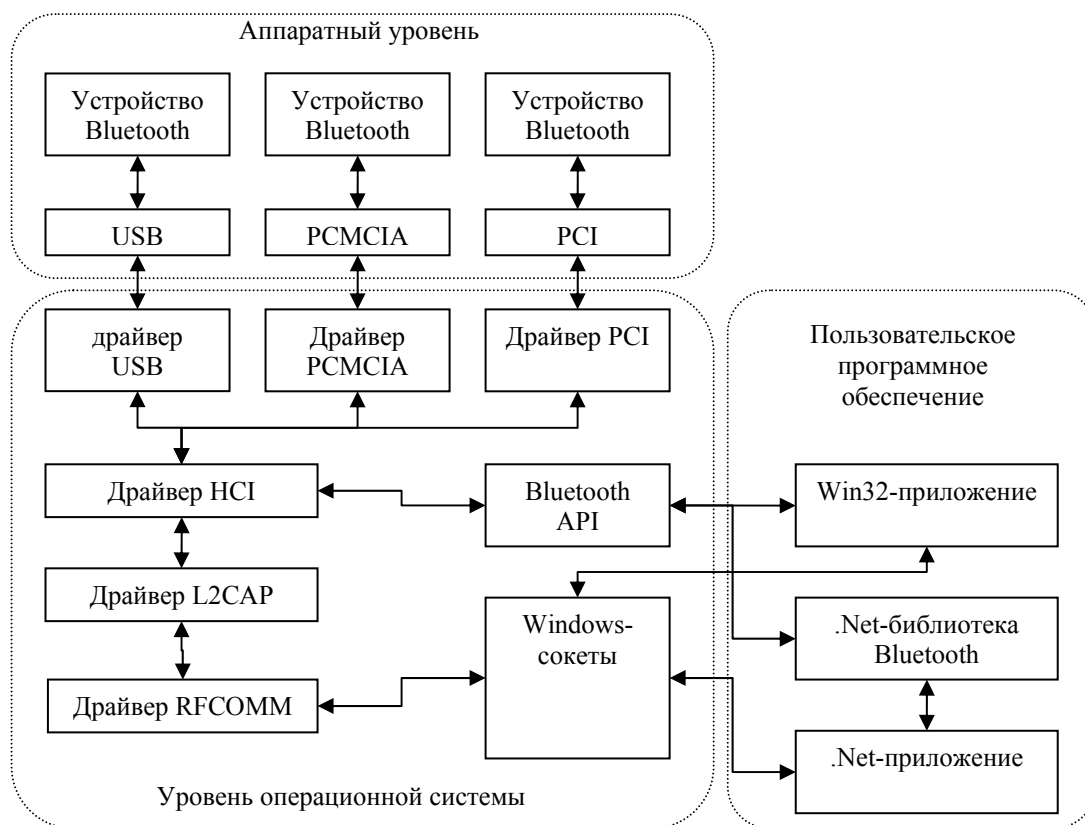 Аппаратный уровень
Устройство
Bluetooth
Устройство
Bluetooth
Устройство
Bluetooth
USB
PCMCIA
PCI
драйвер
USB
Драйвер
PCMCIA
Драйвер PCI
Пользовательское
программное
обеспечение
Драйвер HCI
Bluetooth
API
Win32-приложение
Драйвер L2CAP
Windows-
сокеты
.Net-библиотека
Bluetooth
Драйвер RFCOMM
.Net-приложение
Уровень операционной системы